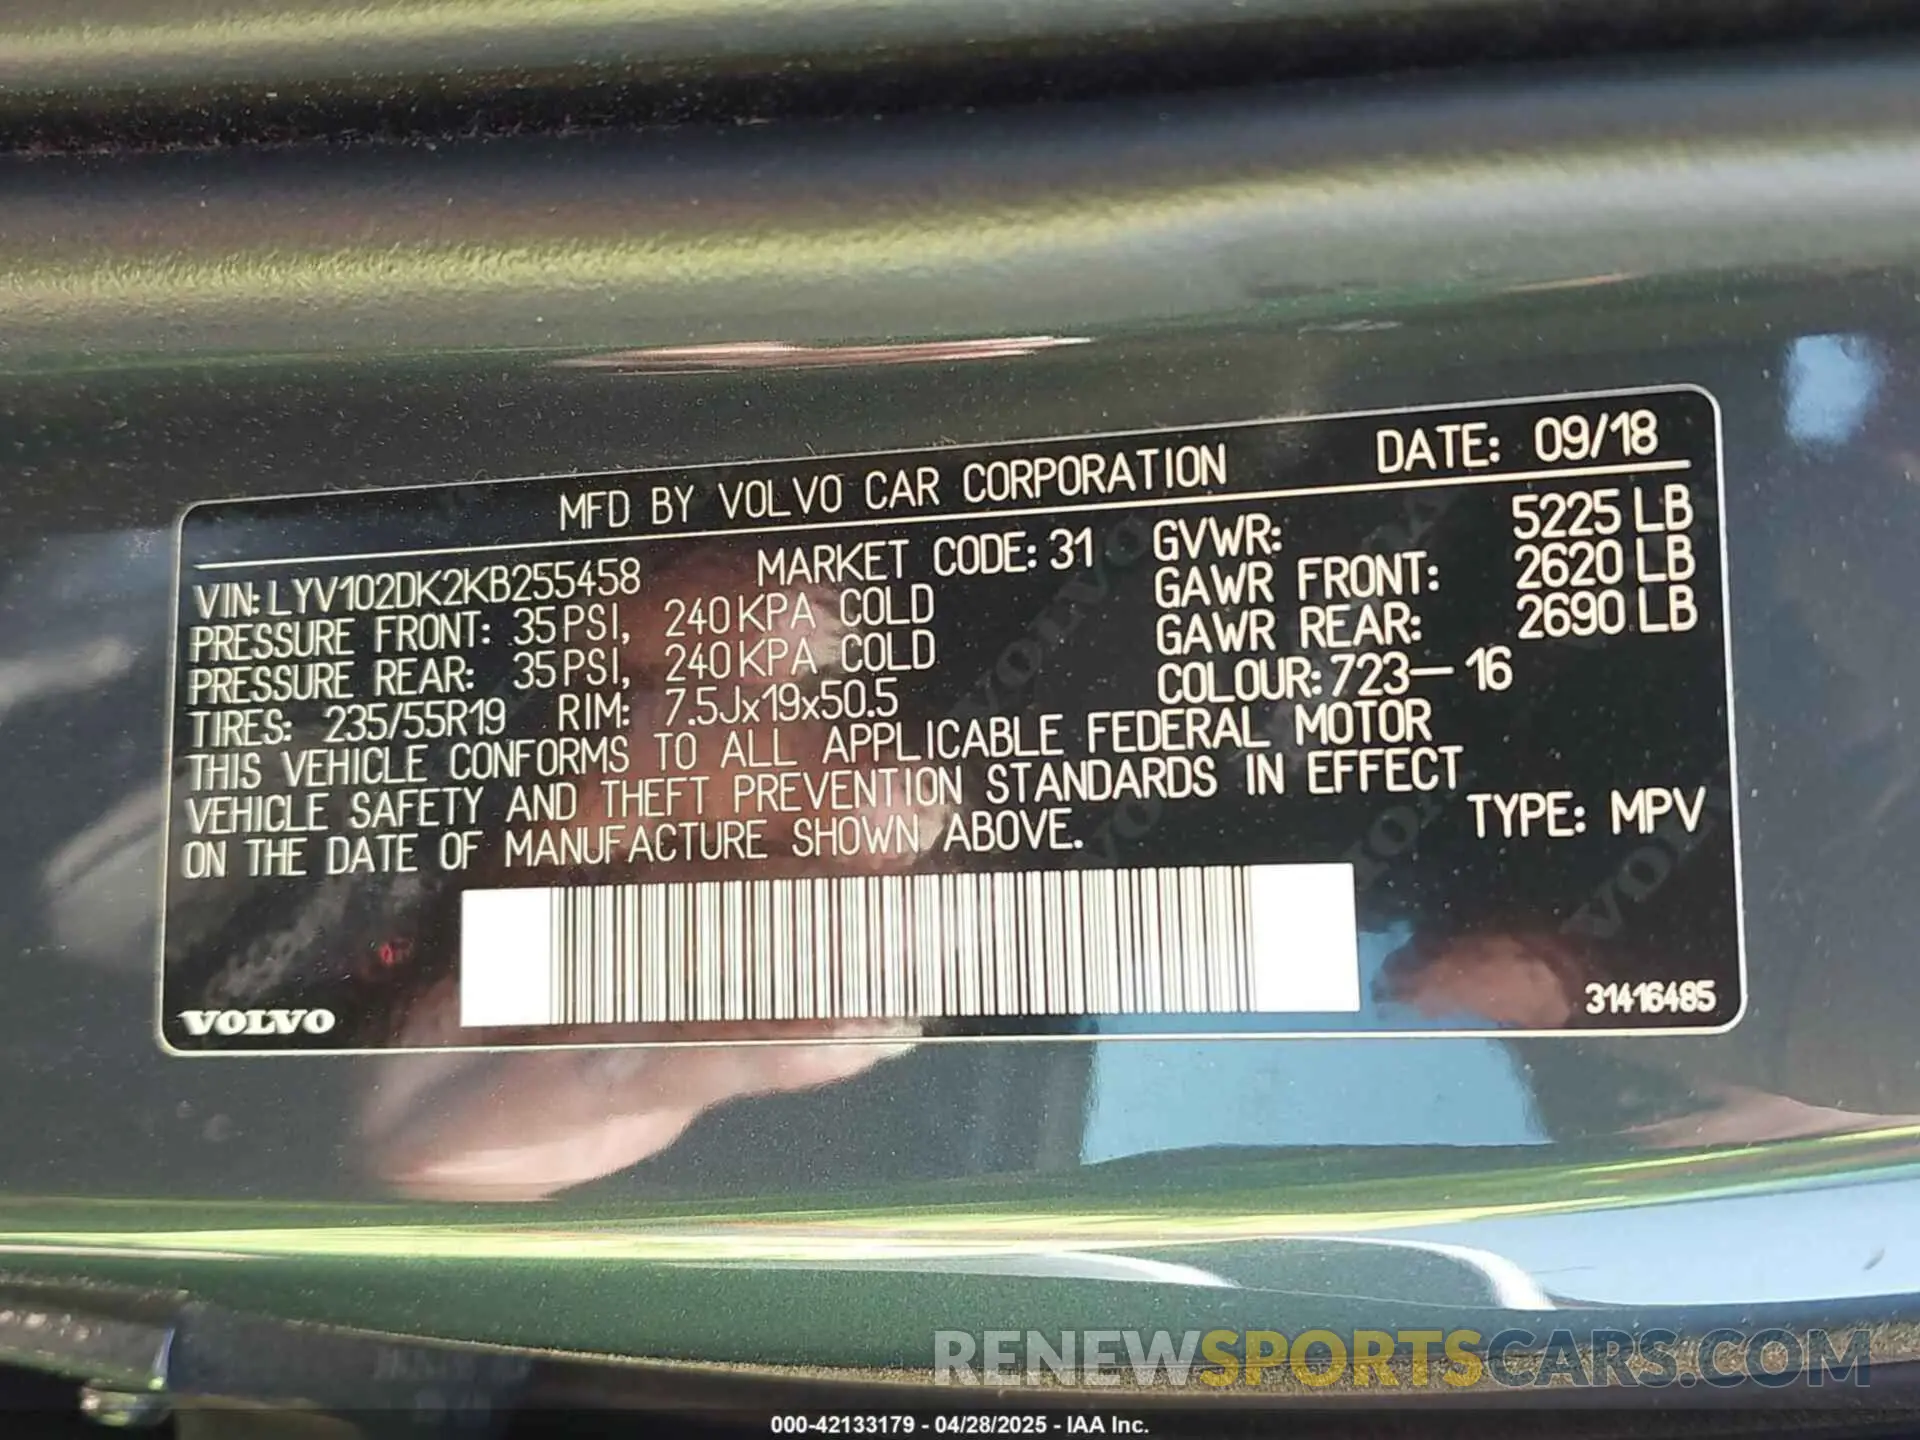 MFD BY VOLVO CAR CORPORATION DATE: 09/18
VIN: LYV102DK2KB255458 MARKET CODE: 31 GVWR: 5225 LB
PRESSURE FRONT: 35 PSI, 240 KPA COLD GAWR FRONT: 2620 LB
PRESSURE REAR: 35 PSI, 240 KPA COLD GAWR REAR: 2690 LB
TIRES: 235/55R19 RIM: 7.5Jx19x50.5 COLOUR: 723-16
THIS VEHICLE CONFORMS TO ALL APPLICABLE FEDERAL MOTOR
VEHICLE SAFETY AND THEFT PREVENTION STANDARDS IN EFFECT
ON THE DATE OF MANUFACTURE SHOWN ABOVE. TYPE: MPV
VOLVO 31416485
RENEWSPORTSCARS.COM
000-42133179 - 04/28/2025 - IAA Inc.